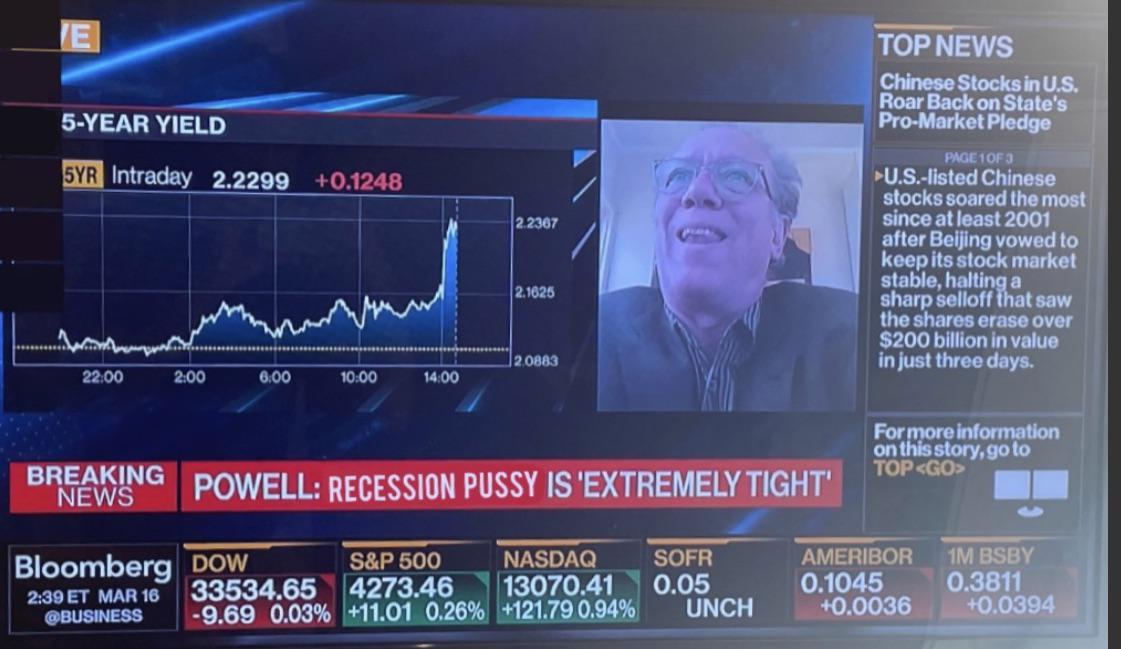 VE
5-YEAR YIELD
5YR Intraday 2.2299 +0.1248
2.2367
2.1625
2.0883
22:00 2:00 6:00 10:00 14:00
TOP NEWS
Chinese Stocks in U.S.
Roar Back on State's
Pro-Market Pledge
PAGE 1 OF 3
U.S.-listed Chinese
stocks soared the most
since at least 2001
after Beijing vowed to
keep its stock market
stable, halting a
sharp selloff that saw
the shares erase over
$200 billion in value
in just three days.
For more information
on this story, go to
TOP <GO>
BREAKING
NEWS
POWELL: RECESSION PUSSY IS 'EXTREMELY TIGHT'
Bloomberg
2:39 ET MAR 16
@BUSINESS
DOW
33534.65
-9.69 0.03%
S&P 500
4273.46
+11.01 0.26%
NASDAQ
13070.41
+121.79 0.94%
SOFR
0.05
UNCH
AMERIBOR
0.1045
+0.0036
1M BSBY
0.3811
+0.0394